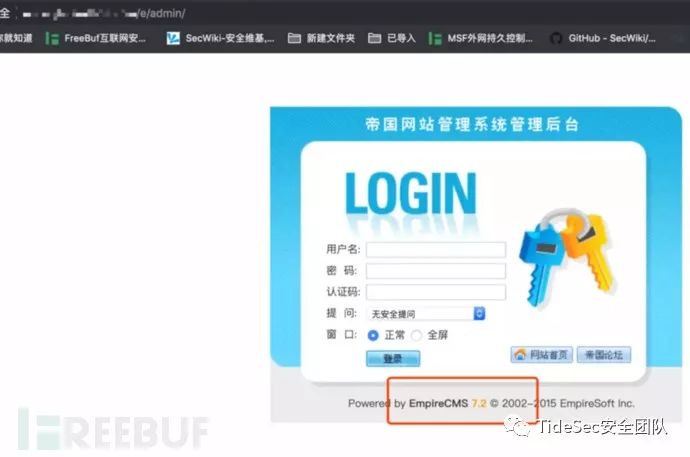 全 /e/admin/
你就知道 FreeBuf互联网安... SecWiki-安全维基,... 新建文件夹 已导入 MSF外网持久控制... GitHub - SecWiki/...
帝国网站管理系统管理后台
LOGIN
用户名:
密 码:
认证码:
提 问: 无安全提问
窗 口: 正常 全屏
登录 网站首页 帝国论坛
Powered by EmpireCMS 7.2 © 2002-2015 EmpireSoft Inc.
FREEBUF
TideSec安全团队